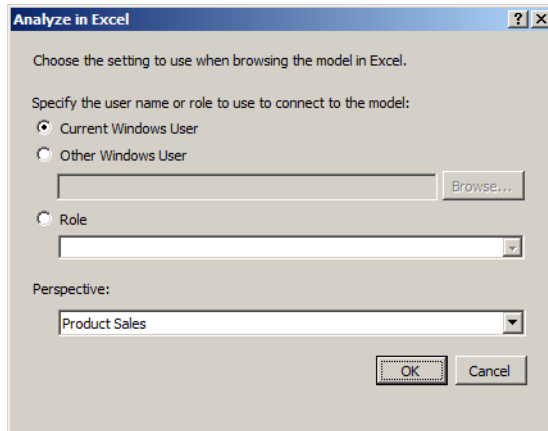 Analyze in Excel
Choose the setting to use when browsing the model in Excel.
Specify the user name or role to use to connect to the model:
Current Windows User
Other Windows User
Browse...
Role
Perspective:
Product Sales
OK Cancel